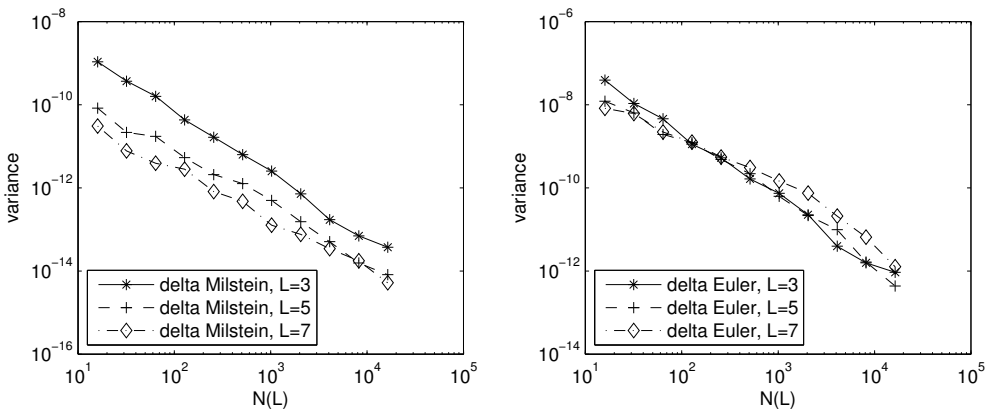 10^-8
10^-10
10^-12
10^-14
10^-16
variance
delta Milstein, L=3
delta Milstein, L=5
delta Milstein, L=7
10^1
10^2
10^3
10^4
10^5
N(L)
10^-6
10^-8
10^-10
10^-12
10^-14
variance
delta Euler, L=3
delta Euler, L=5
delta Euler, L=7
10^1
10^2
10^3
10^4
10^5
N(L)